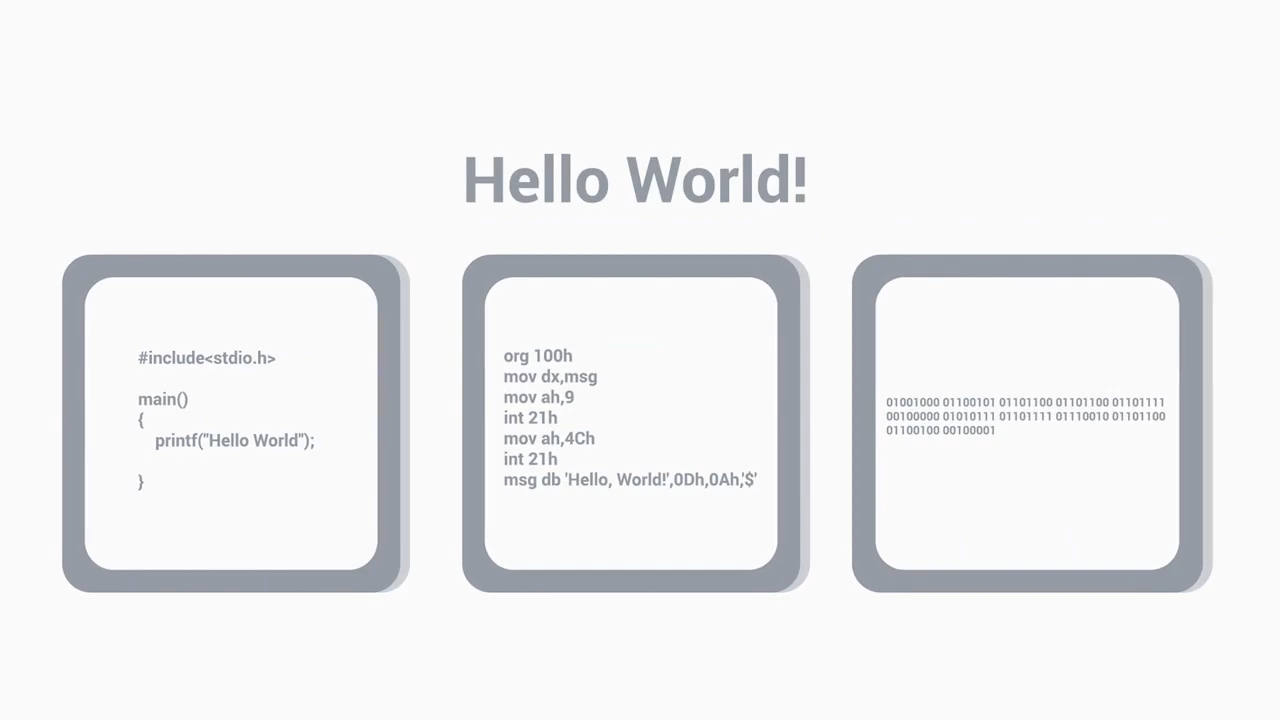 Hello World!
#include<stdio.h>
main()
{
printf("Hello World");
}
org 100h
mov dx,msg
mov ah,9
int 21h
mov ah,4Ch
int 21h
msg db 'Hello, World!',0Dh,0Ah,'$'
01001000 01100101 01101100 01101100 01101111
00100000 01010111 01101111 01110010 01101100
01100100 00100001